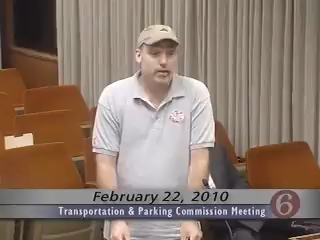 February 22, 2010
Transportation & Parking Commission Meeting
6